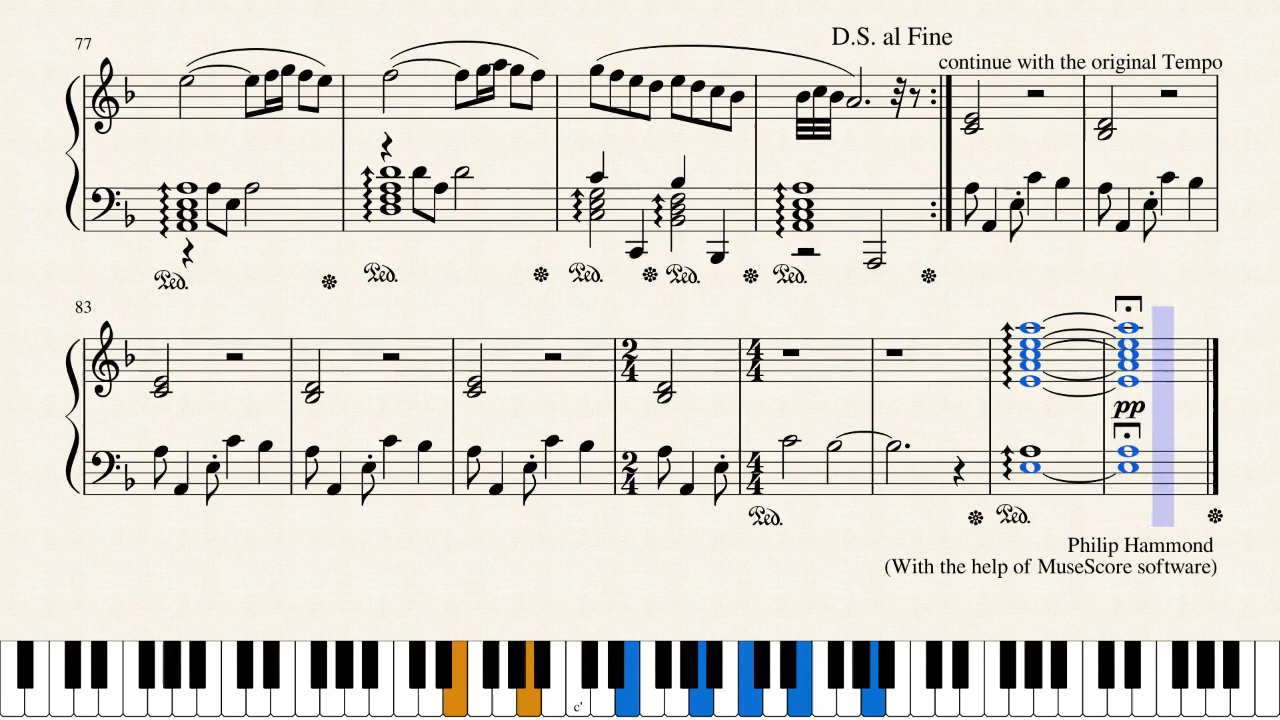 77
D.S. al Fine
continue with the original Tempo
Ped.
Ped.
Ped.
Ped.
Ped.
83
2
4
4
4
2
4
4
4
pp
Ped.
Ped.
Philip Hammond
(With the help of MuseScore software)
c'